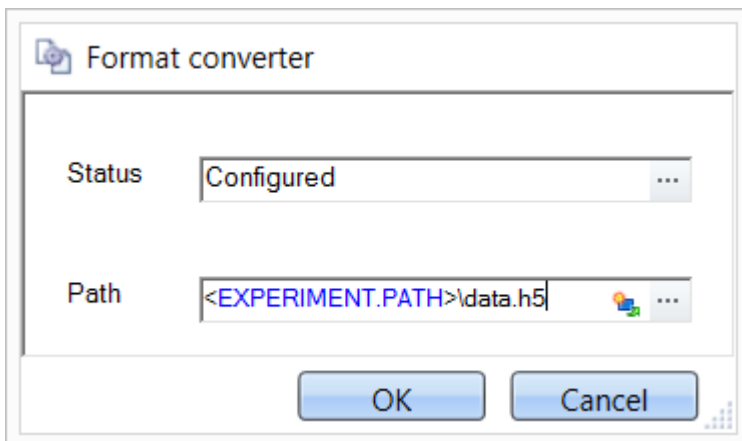 Format converter
Status Configured ...
Path <EXPERIMENT.PATH>\data.h5 ...
OK Cancel